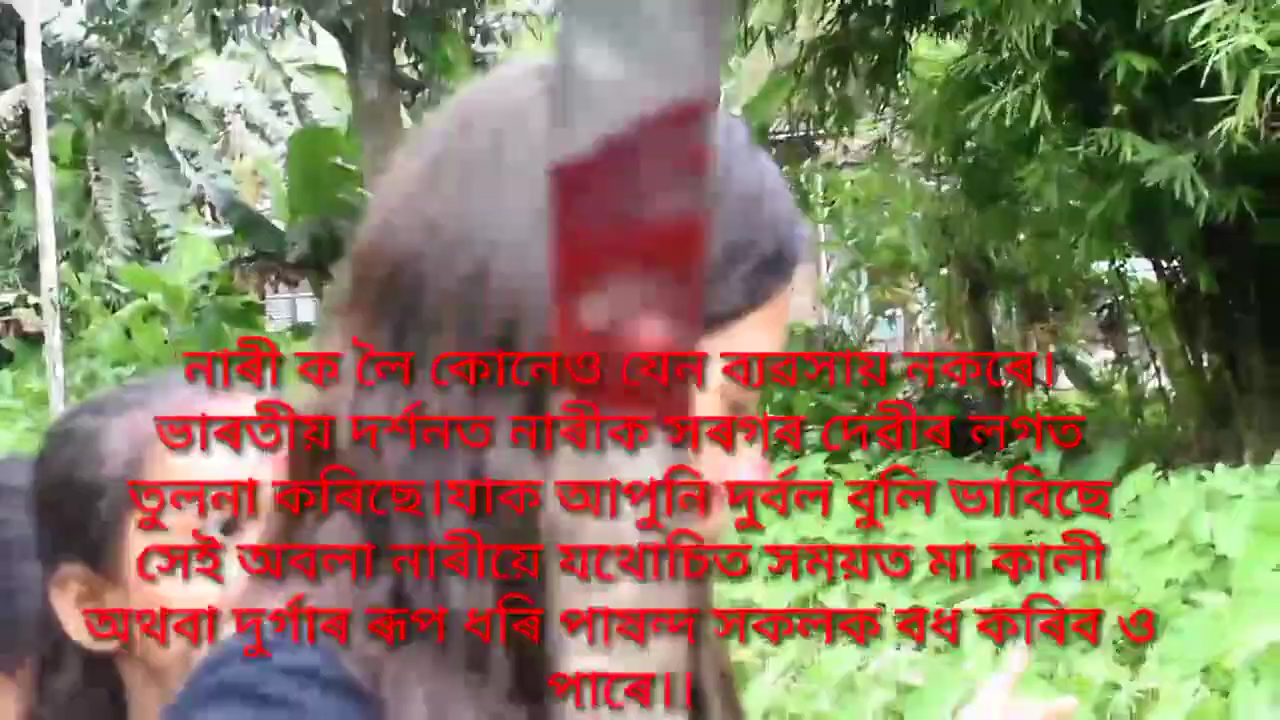 নাৰী ক লৈ কোনেও যেন ব্যৱসায় নকৰে।
ভাৰতীয় দৰ্শনত নাৰীক সৰগৰ দেৱীৰ লগত
তুলনা কৰিছে।যাক আপুনি দুৰ্বল বুলি ভাবিছে
সেই অবলা নাৰীয়ে যথোচিত সময়ত মা কালী
অথবা দুৰ্গাৰ ৰূপ ধৰি পাষন্দ সকলক বধ কৰিব ও
পাৰে।।